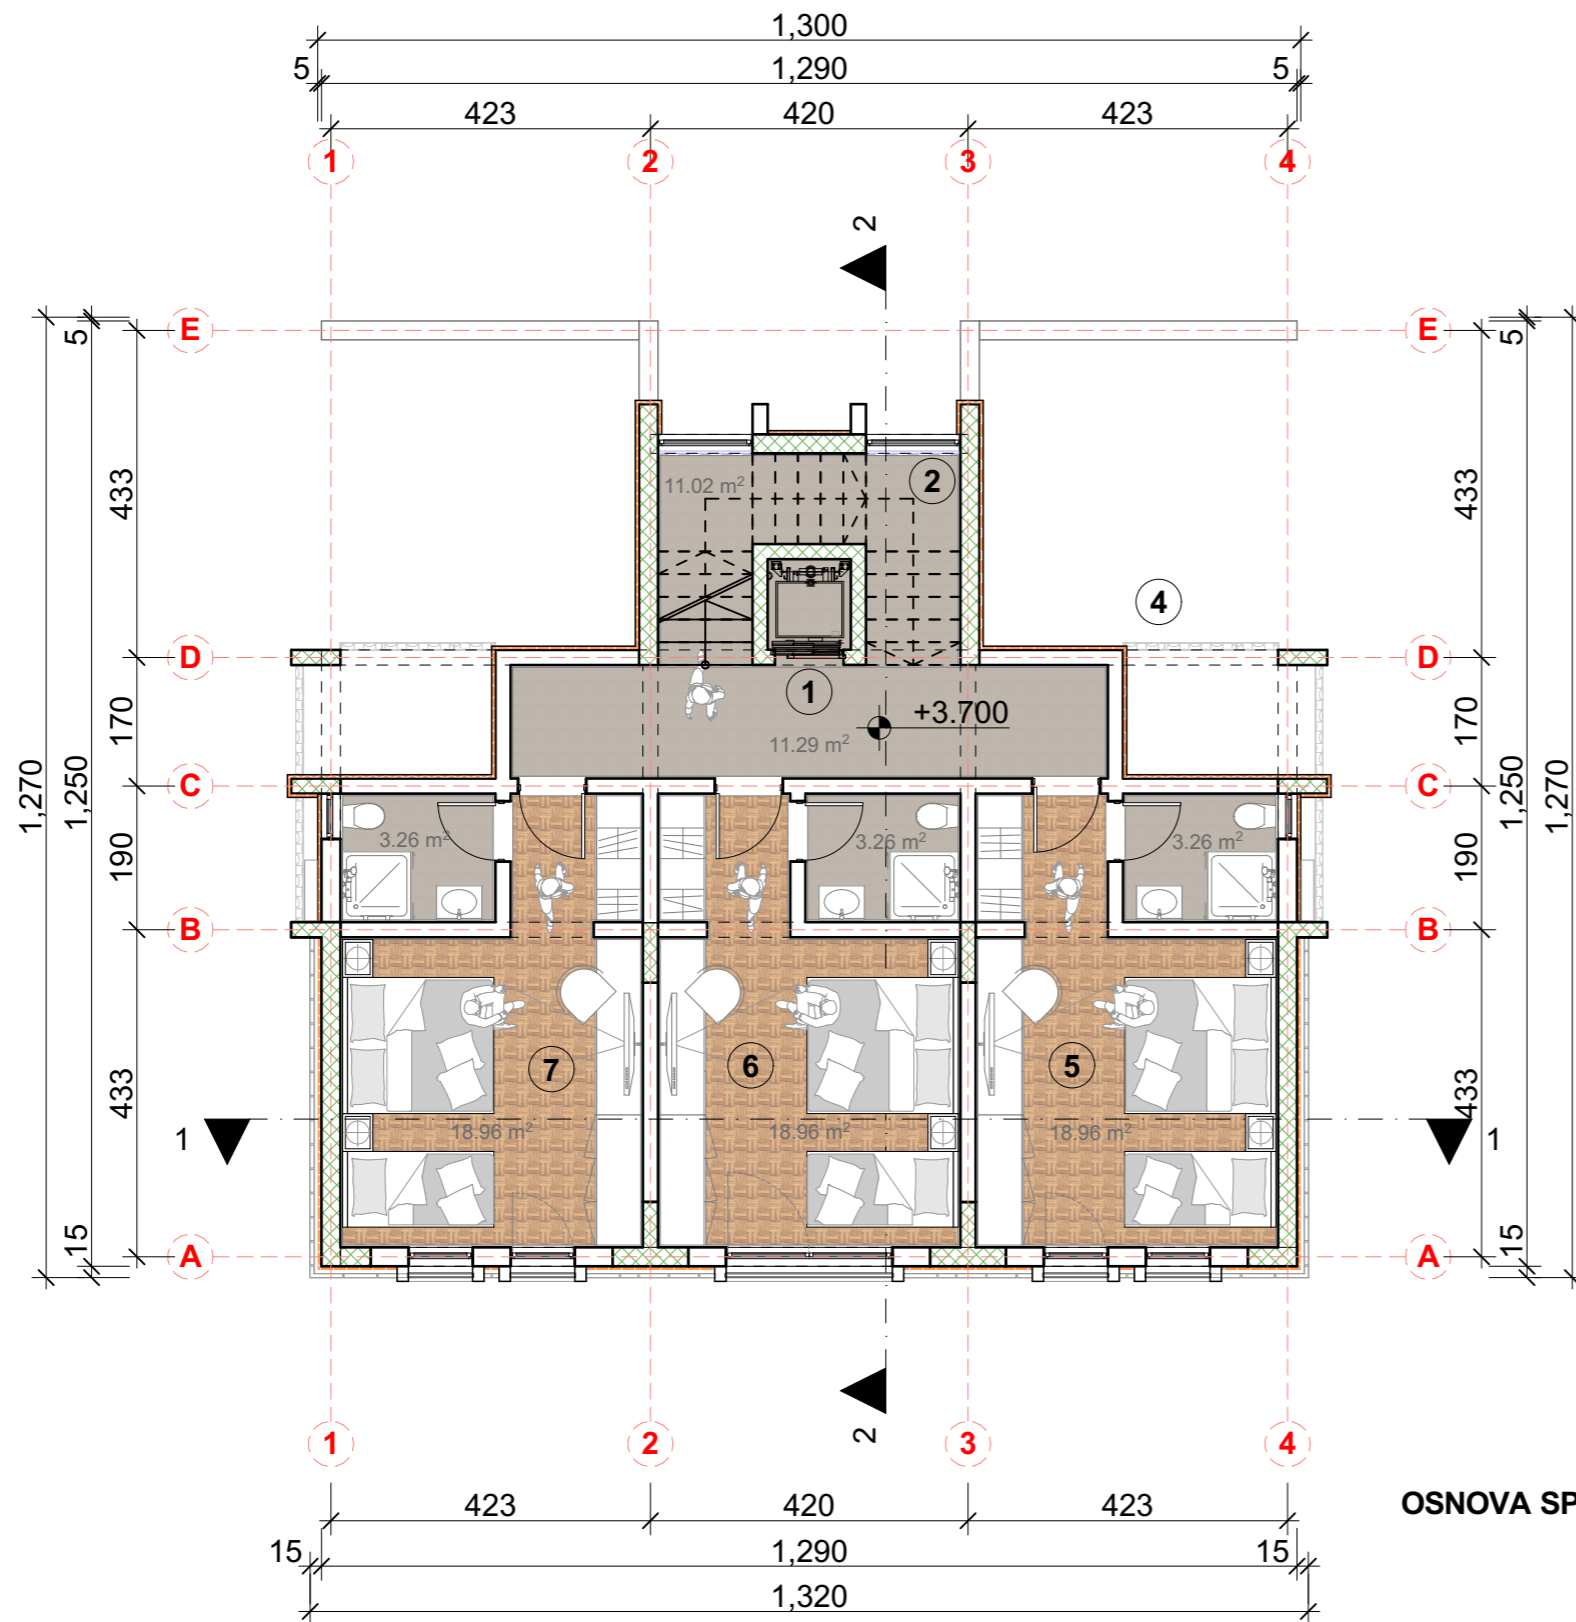 1,300
5 1,290 5
423 420 423
1 2 3 4
2
E E
5 5
433 433
11.02 m²
2
4
D D
1
+3.700
11.29 m²
170 170
1,270 1,250 1,250 1,270
C C
3.26 m² 3.26 m² 3.26 m²
190 190
B B
7 6 5
433 433
18.96 m² 18.96 m² 18.96 m²
1 1
15 15
A A
2
1 2 3 4
423 420 423
OSNOVA SP
15 1,290 15
1,320